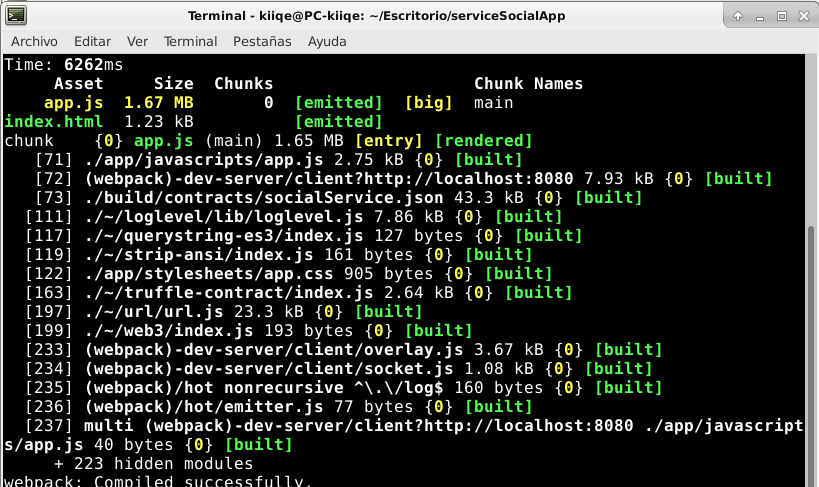 Terminal - kiiqe@PC-kiiqe: ~/Escritorio/serviceSocialApp
Archivo Editar Ver Terminal Pestañas Ayuda
Time: 6262ms
Asset Size Chunks Chunk Names
app.js 1.67 MB 0 [emitted] [big] main
index.html 1.23 kB [emitted]
chunk {0} app.js (main) 1.65 MB [entry] [rendered]
[71] ./app/javascripts/app.js 2.75 kB {0} [built]
[72] (webpack)-dev-server/client?http://localhost:8080 7.93 kB {0} [built]
[73] ./build/contracts/socialService.json 43.3 kB {0} [built]
[111] ./~/loglevel/lib/loglevel.js 7.86 kB {0} [built]
[117] ./~/querystring-es3/index.js 127 bytes {0} [built]
[119] ./~/strip-ansi/index.js 161 bytes {0} [built]
[122] ./app/stylesheets/app.css 905 bytes {0} [built]
[163] ./~/truffle-contract/index.js 2.64 kB {0} [built]
[197] ./~/url/url.js 23.3 kB {0} [built]
[199] ./~/web3/index.js 193 bytes {0} [built]
[233] (webpack)-dev-server/client/overlay.js 3.67 kB {0} [built]
[234] (webpack)-dev-server/client/socket.js 1.08 kB {0} [built]
[235] (webpack)/hot nonrecursive ^\.\/log$ 160 bytes {0} [built]
[236] (webpack)/hot/emitter.js 77 bytes {0} [built]
[237] multi (webpack)-dev-server/client?http://localhost:8080 ./app/javascript
s/app.js 40 bytes {0} [built]
+ 223 hidden modules
webpack: Compiled successfully.